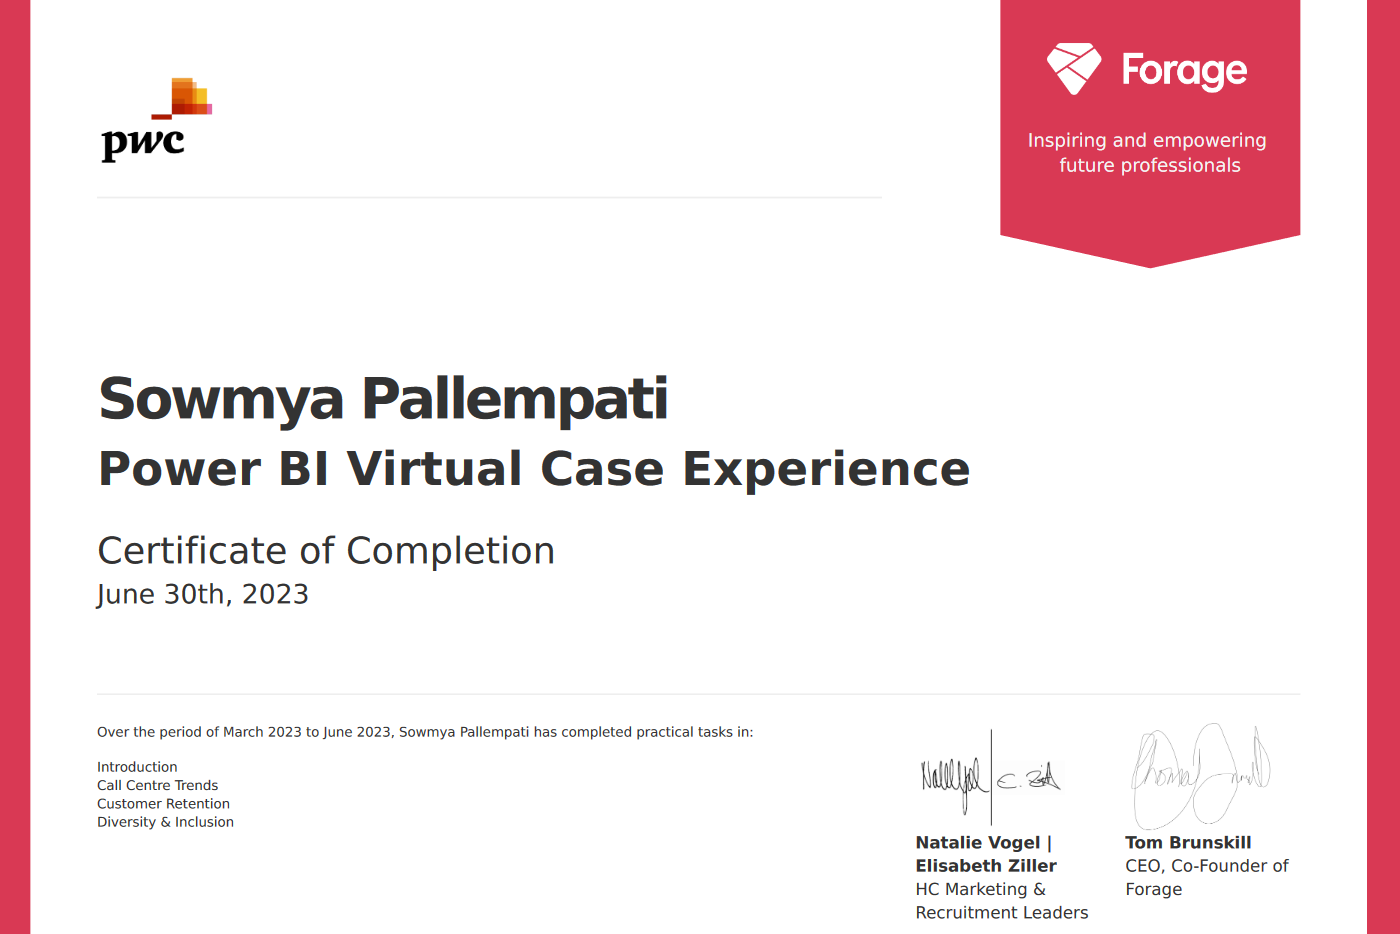 pwc
Forage
Inspiring and empowering
future professionals
Sowmya Pallempati
Power BI Virtual Case Experience
Certificate of Completion
June 30th, 2023
Over the period of March 2023 to June 2023, Sowmya Pallempati has completed practical tasks in:
Introduction
Call Centre Trends
Customer Retention
Diversity & Inclusion
Natalie Vogel |
Elisabeth Ziller
HC Marketing &
Recruitment Leaders
Tom Brunskill
CEO, Co-Founder of
Forage